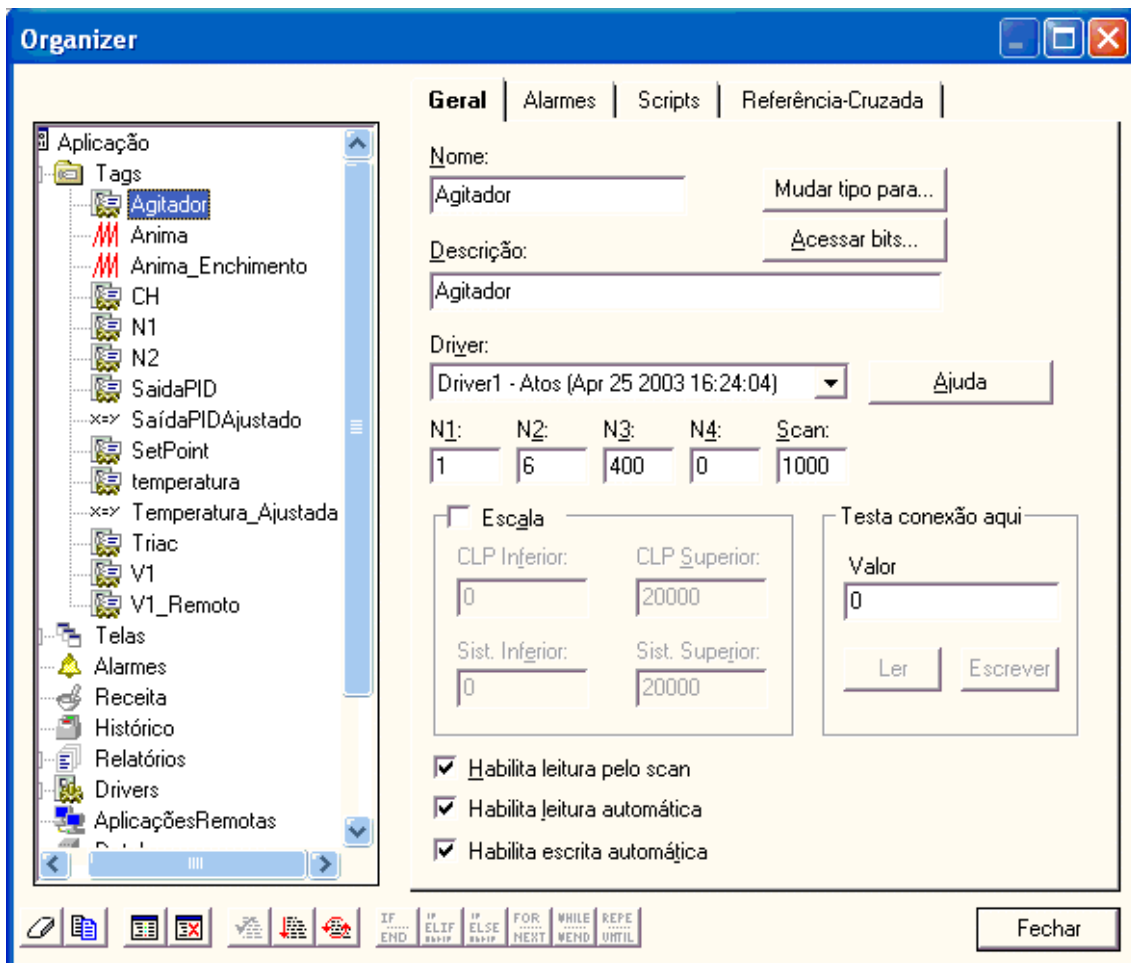 Organizer
Geral Alarmes Scripts Referência-Cruzada
Aplicação
Tags
Agitador
Anima
Anima_Enchimento
CH
N1
N2
SaidaPID
SaídaPIDAjustado
SetPoint
temperatura
Temperatura_Ajustada
Triac
V1
V1_Remoto
Telas
Alarmes
Receita
Histórico
Relatórios
Drivers
AplicaçõesRemotas
Nome:
Agitador
Mudar tipo para...
Acessar bits...
Descrição:
Agitador
Driver:
Driver1 - Atos (Apr 25 2003 16:24:04)
Ajuda
N1: N2: N3: N4: Scan:
1 6 400 0 1000
Escala
CLP Inferior: CLP Superior:
0 20000
Sist. Inferior: Sist. Superior:
0 20000
Testa conexão aqui
Valor
0
Ler Escrever
Habilita leitura pelo scan
Habilita leitura automática
Habilita escrita automática
IF END ELIF ELSE FOR NEXT WHILE WEND REPE UNTIL
Fechar